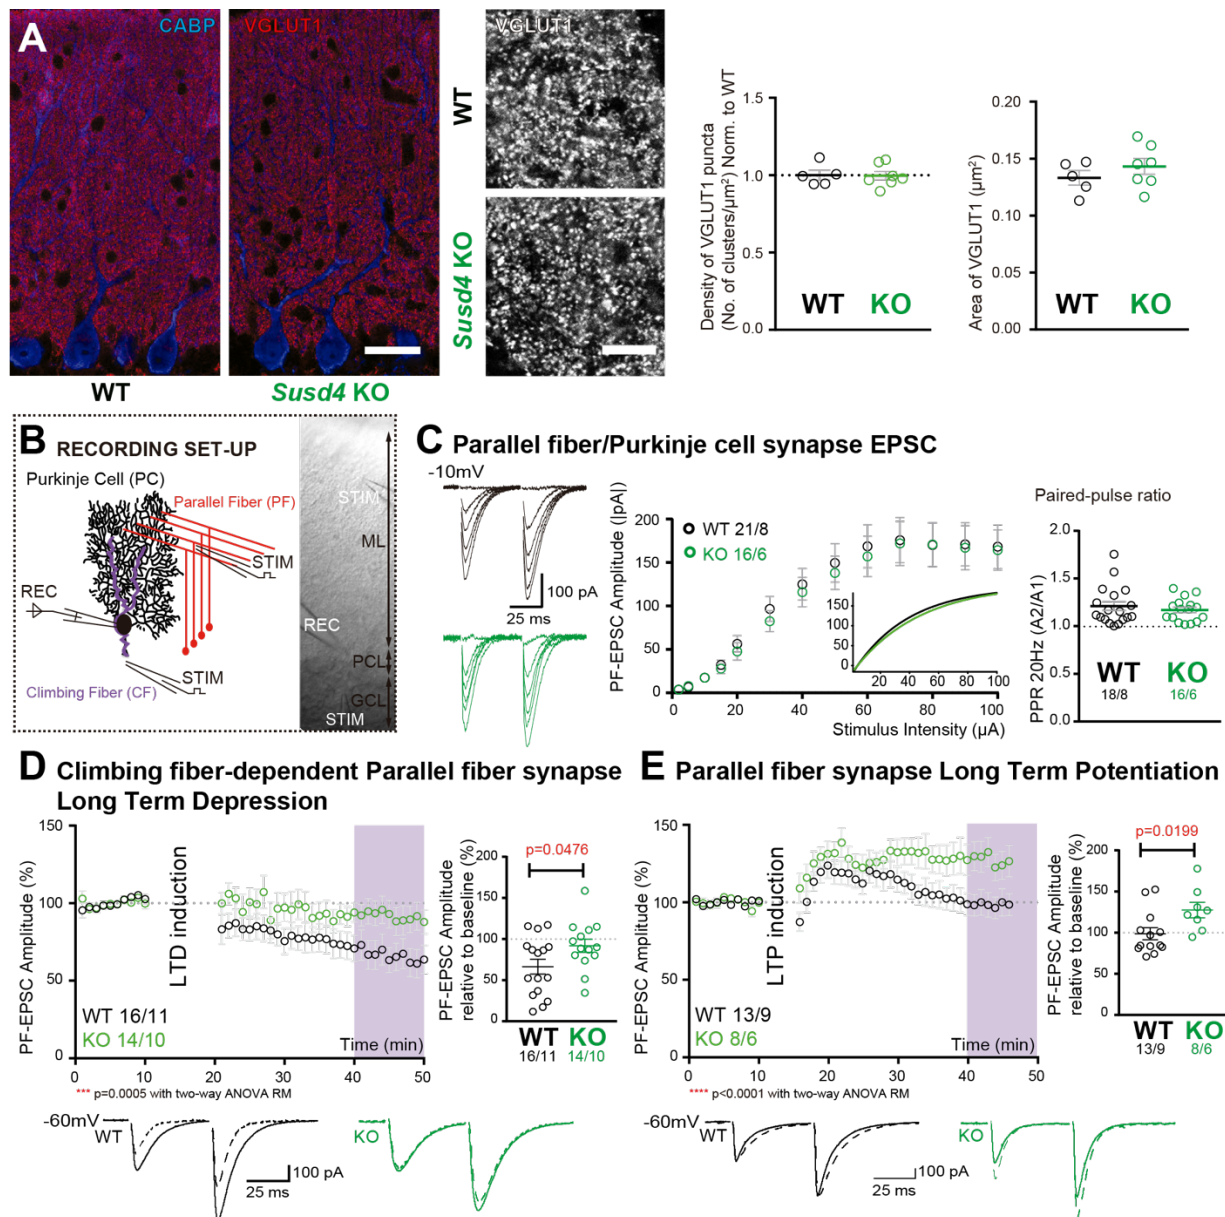 A
CABP
VGLUT1
VGLUT1
WT
Susd4 KO
WT
Susd4 KO
Density of VGLUT1 puncta
(No. of clusters/µm²) Norm. to WT
1.5
1.0
0.5
0.0
WT KO
Area of VGLUT1 (µm²)
0.20
0.15
0.10
0.05
0.00
WT KO
B
RECORDING SET-UP
Purkinje Cell (PC)
Parallel Fiber (PF)
STIM
REC
STIM
Climbing Fiber (CF)
STIM
ML
REC
PCL
GCL
STIM
C Parallel fiber/Purkinje cell synapse EPSC
-10mV
100 pA
25 ms
PF-EPSC Amplitude (|pA|)
200
150
100
50
0
WT 21/8
KO 16/6
150
100
50
0
20 40 60 80 100
0 20 40 60 80 100
Stimulus Intensity (µA)
Paired-pulse ratio
PPR 20Hz (A2/A1)
2.0
1.5
1.0
0.5
0.0
WT KO
18/8 16/6
D Climbing fiber-dependent Parallel fiber synapse
Long Term Depression
PF-EPSC Amplitude (%)
150
100
50
0
LTD induction
WT 16/11
KO 14/10
Time (min)
0 10 20 30 40 50
*** p=0.0005 with two-way ANOVA RM
PF-EPSC Amplitude
relative to baseline (%)
200
150
100
50
0
p=0.0476
WT KO
16/11 14/10
-60mV
WT
100 pA
25 ms
KO
E Parallel fiber synapse Long Term Potentiation
PF-EPSC Amplitude (%)
150
100
50
0
LTP induction
WT 13/9
KO 8/6
Time (min)
0 10 20 30 40 50
**** p<0.0001 with two-way ANOVA RM
PF-EPSC Amplitude
relative to baseline (%)
200
150
100
50
0
p=0.0199
WT KO
13/9 8/6
-60mV
WT
100 pA
25 ms
KO